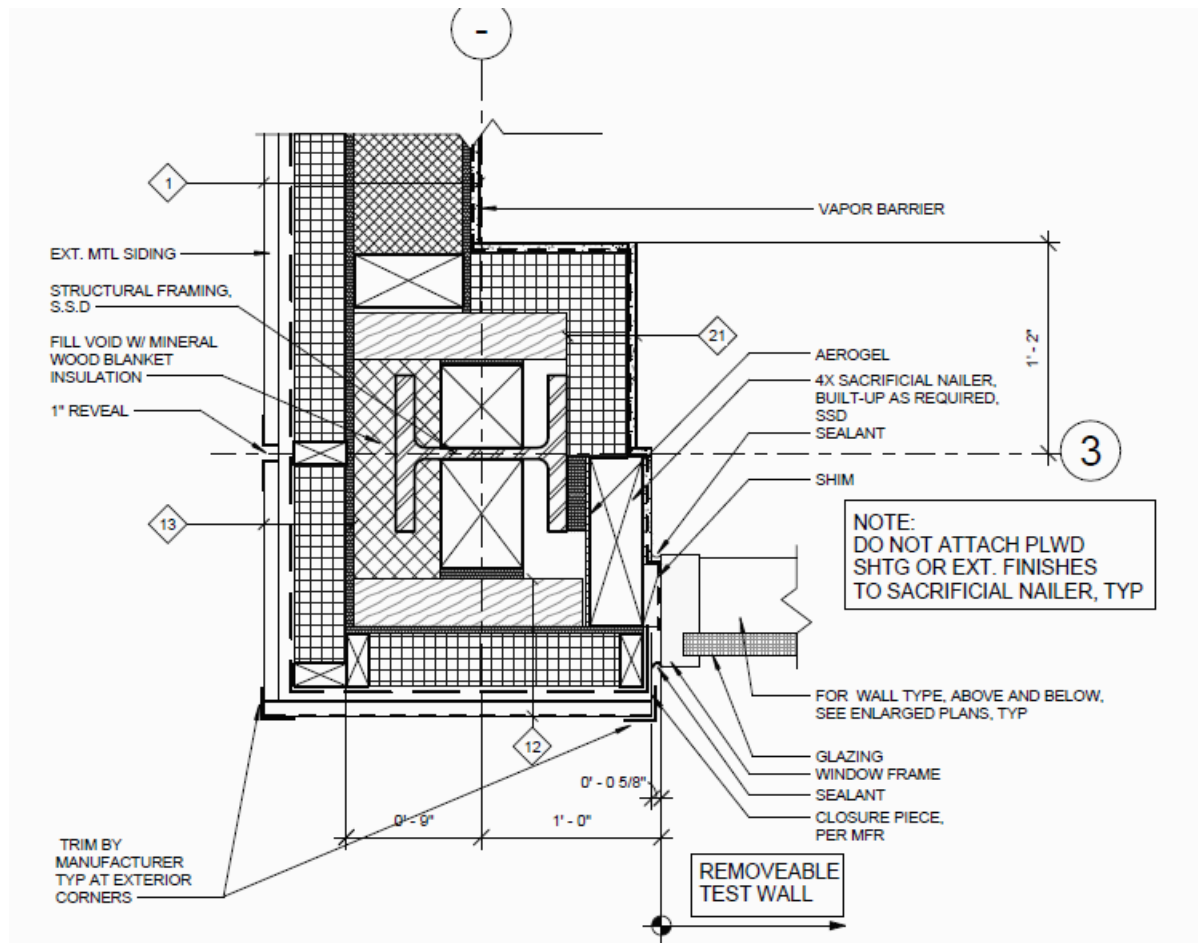 -
1
VAPOR BARRIER
EXT. MTL SIDING
STRUCTURAL FRAMING,
S.S.D
FILL VOID W/ MINERAL
WOOD BLANKET
INSULATION
1" REVEAL
13
21
1' - 2"
AEROGEL
4X SACRIFICIAL NAILER,
BUILT-UP AS REQUIRED,
SSD
SEALANT
3
SHIM
NOTE:
DO NOT ATTACH PLWD
SHTG OR EXT. FINISHES
TO SACRIFICIAL NAILER, TYP
FOR WALL TYPE, ABOVE AND BELOW,
SEE ENLARGED PLANS, TYP
12
GLAZING
WINDOW FRAME
SEALANT
CLOSURE PIECE,
PER MFR
0' - 0 5/8"
0' - 9"
1' - 0"
TRIM BY
MANUFACTURER
TYP AT EXTERIOR
CORNERS
REMOVEABLE
TEST WALL